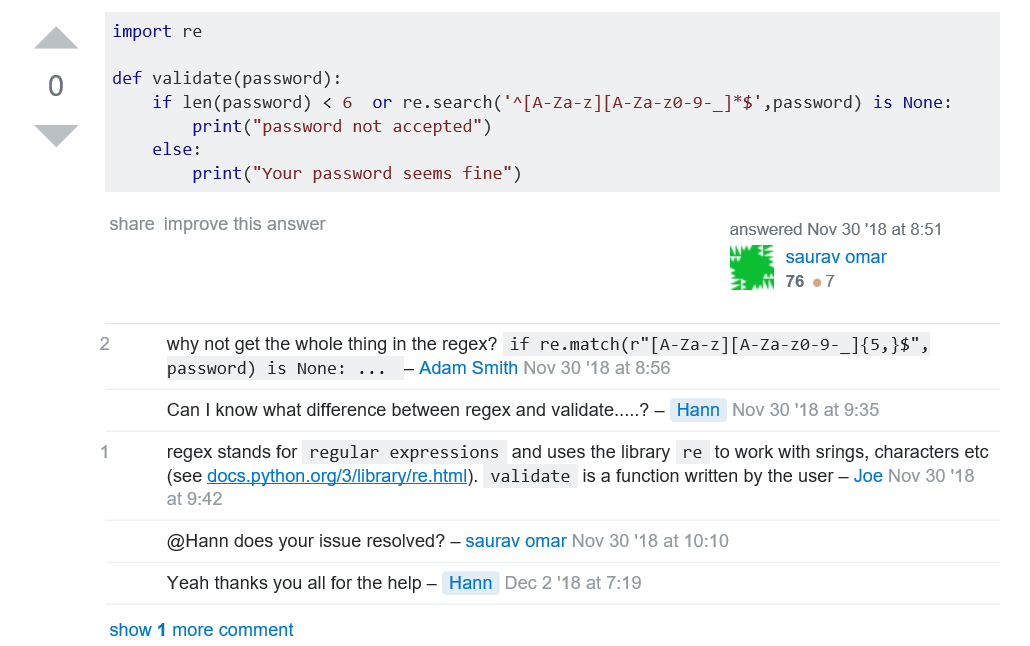 import re
0
def validate(password):
if len(password) < 6  or re.search('^[A-Za-z][A-Za-z0-9-_]*$',password) is None:
print("password not accepted")
else:
print("Your password seems fine")
share improve this answer
answered Nov 30 '18 at 8:51
saurav omar
76 7
2 why not get the whole thing in the regex? if re.match(r"[A-Za-z][A-Za-z0-9-_]{5,}$",
password) is None: ... – Adam Smith Nov 30 '18 at 8:56
Can I know what difference between regex and validate.....? – Hann Nov 30 '18 at 9:35
1 regex stands for regular expressions and uses the library re to work with srings, characters etc
(see docs.python.org/3/library/re.html). validate is a function written by the user – Joe Nov 30 '18
at 9:42
@Hann does your issue resolved? – saurav omar Nov 30 '18 at 10:10
Yeah thanks you all for the help – Hann Dec 2 '18 at 7:19
show 1 more comment